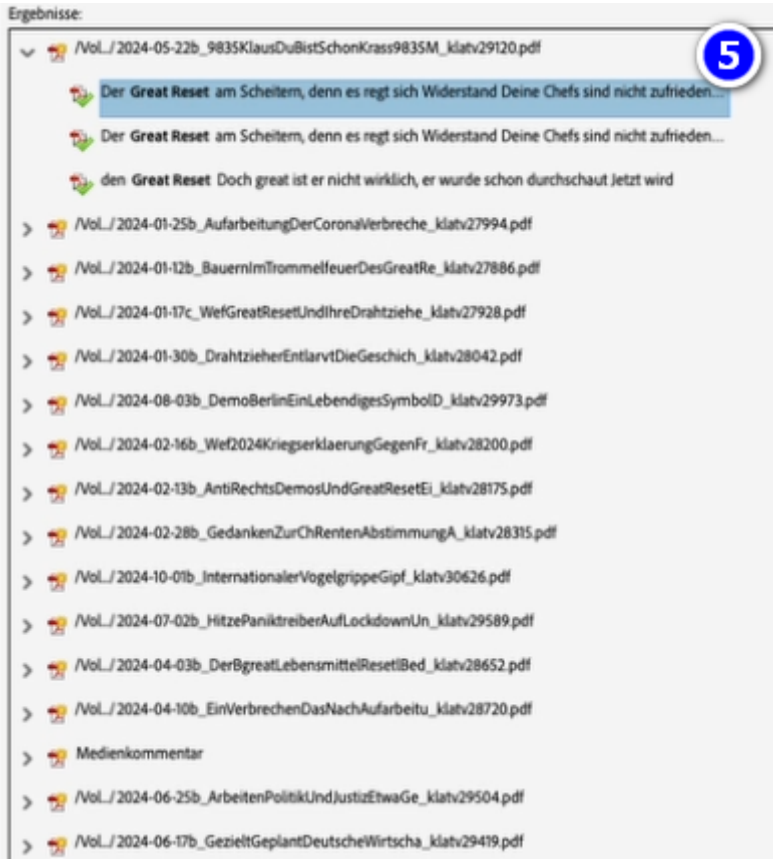 Ergebnisse:
5
/Vol../2024-05-22b_9835KlausDuBistSchonKrass9835M_klatv29120.pdf
Der Great Reset am Scheitern, denn es regt sich Widerstand Deine Chefs sind nicht zufrieden...
Der Great Reset am Scheitern, denn es regt sich Widerstand Deine Chefs sind nicht zufrieden...
den Great Reset Doch great ist er nicht wirklich, er wurde schon durchschaut Jetzt wird
/Vol../2024-01-25b_AufarbeitungDerCoronaVerbreche_klatv27994.pdf
/Vol../2024-01-12b_BauernImTrommelfeuerDesGreatRe_klatv27886.pdf
/Vol../2024-01-17c_WefGreatResetUndIhreDrahtziehe_klatv27928.pdf
/Vol../2024-01-30b_DrahtzieherEntlarvtDieGeschich_klatv28042.pdf
/Vol../2024-08-03b_DemoBerlinEinLebendigesSymbolD_klatv29973.pdf
/Vol../2024-02-16b_Wef2024KriegserklaerungGegenFr_klatv28200.pdf
/Vol../2024-02-13b_AntiRechtsDemosUndGreatResetEi_klatv28175.pdf
/Vol../2024-02-28b_GedankenZurChRentenAbstimmungA_klatv28315.pdf
/Vol../2024-10-01b_InternationalerVogelgrippeGipf_klatv30626.pdf
/Vol../2024-07-02b_HitzePaniktreiberAufLockdownUn_klatv29589.pdf
/Vol../2024-04-03b_DerBgreatLebensmittelResetlBed_klatv28652.pdf
/Vol../2024-04-10b_EinVerbrechenDasNachAufarbeitu_klatv28720.pdf
Medienkommentar
/Vol../2024-06-25b_ArbeitenPolitikUndJustizEtwaGe_klatv29504.pdf
/Vol../2024-06-17b_GezieltGeplantDeutscheWirtscha_klatv29419.pdf